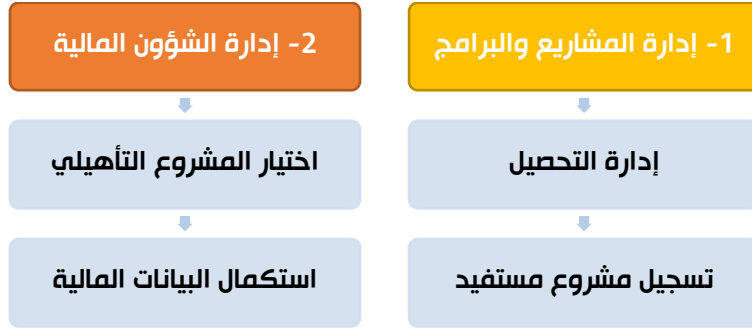 1- إدارة المشاريع والبرامج
إدارة التحصيل
تسجيل مشروع مستفيد
2- إدارة الشؤون المالية
اختيار المشروع التأهيلي
استكمال البيانات المالية